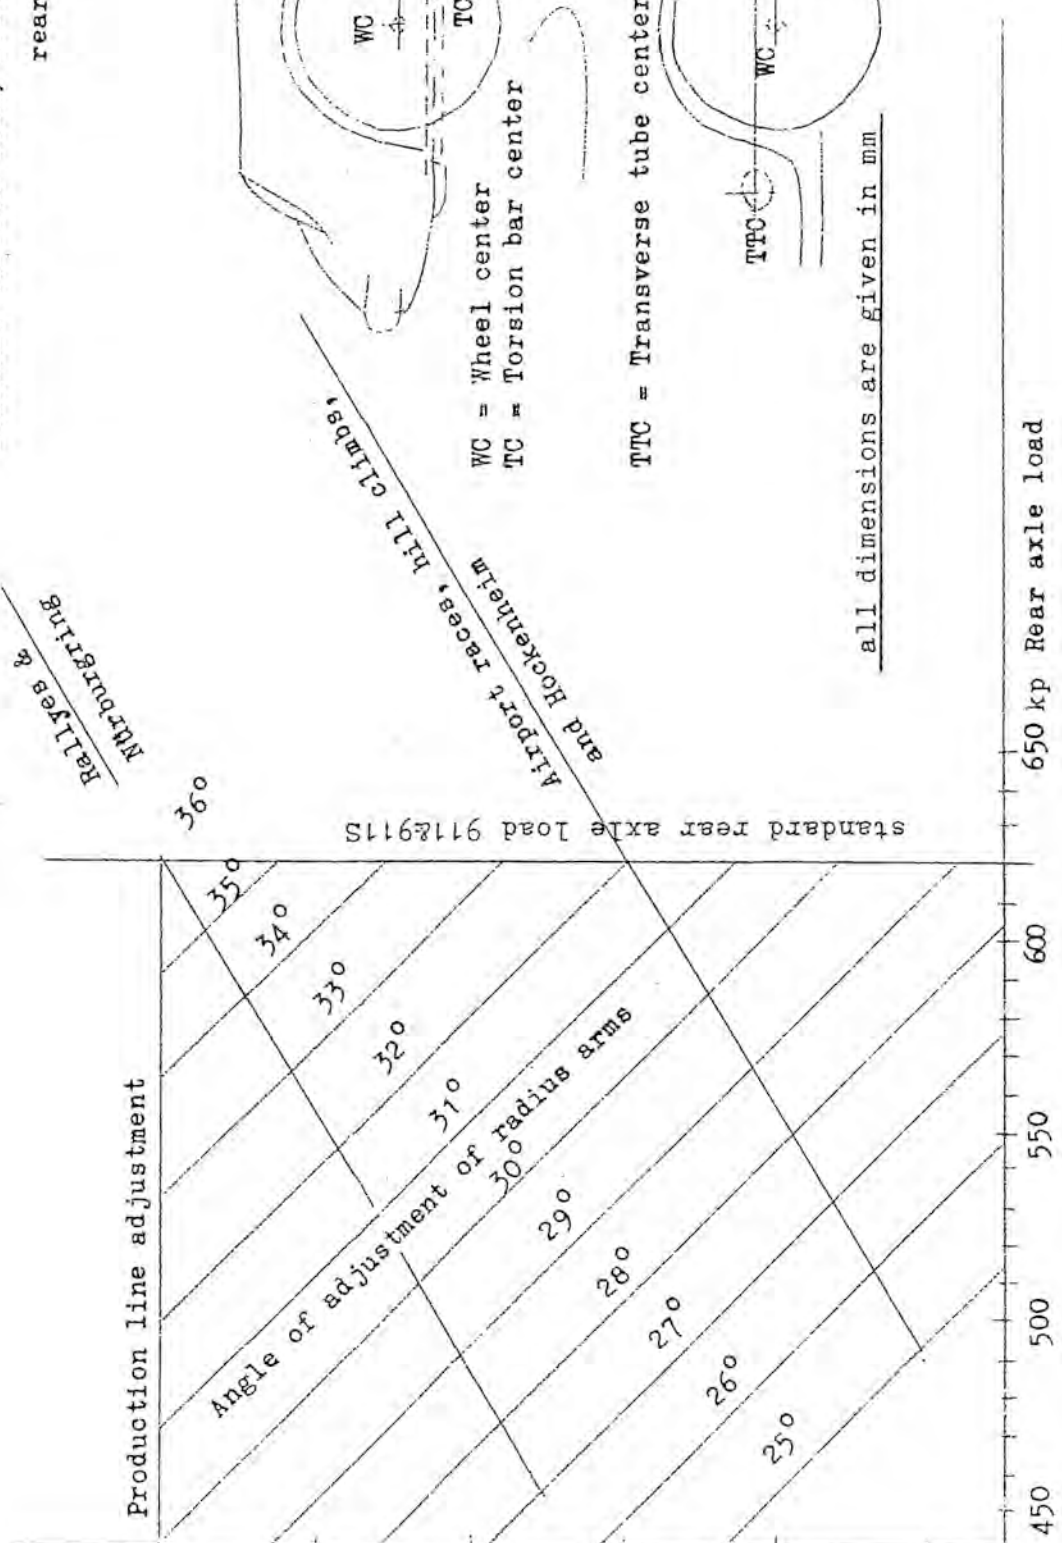 rear
WC
TC
WC = Wheel center
TC = Torsion bar center
TTC = Transverse tube center
TTC
WC
all dimensions are given in mm
Rallyes &
Nürburgring
Airport races, hill climbs,
and Hockenheim
standard rear axle load 911&911S
Production line adjustment
36°
35°
34°
33°
32°
31°
Angle of adjustment of radius arms
30°
29°
28°
27°
26°
25°
450 500 550 600 650 kp Rear axle load